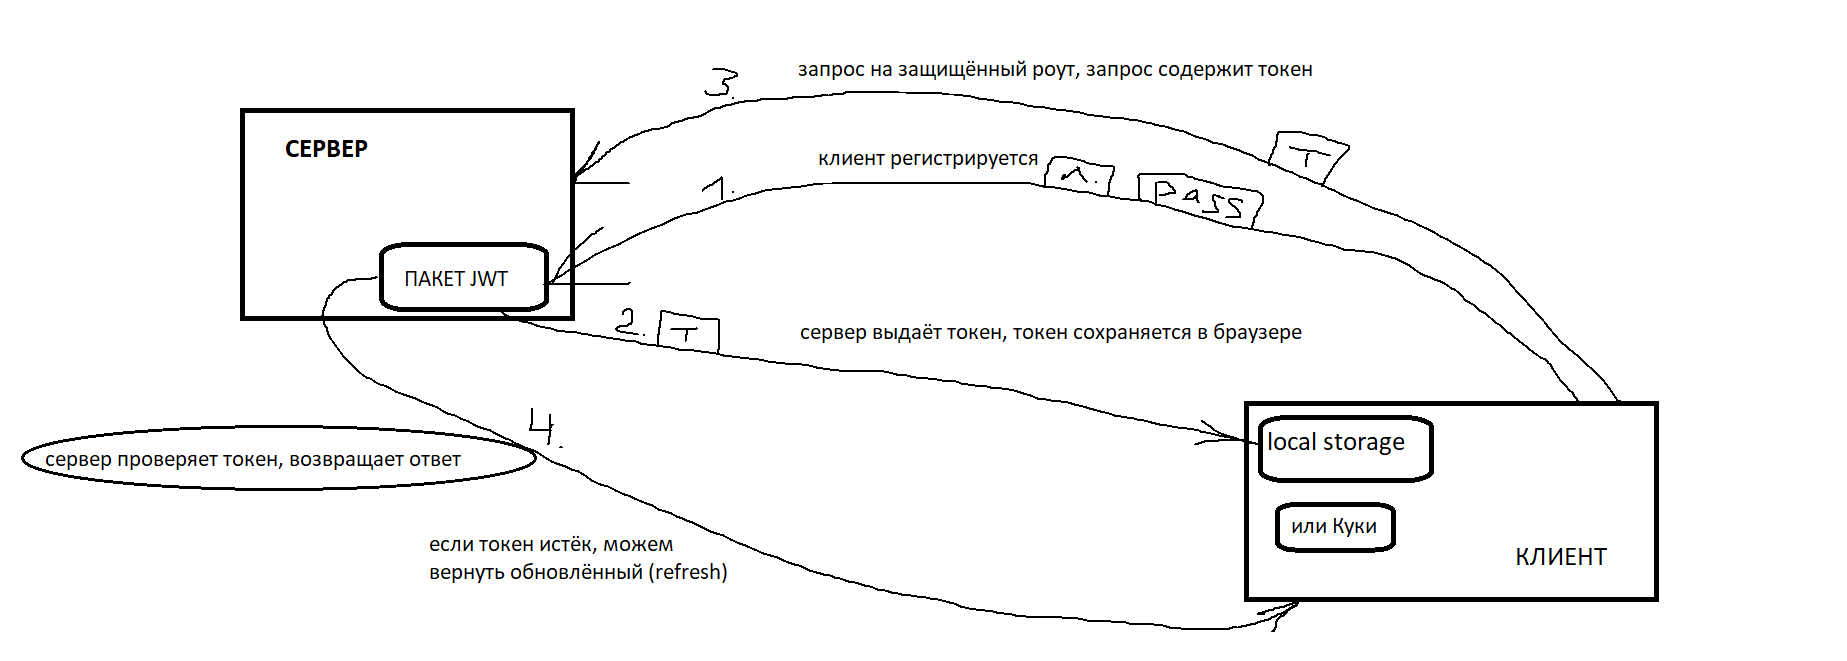 3.
запрос на защищённый роут, запрос содержит токен
Т
СЕРВЕР
1.
клиент регистрируется
л.
pass
ПАКЕТ JWT
2.
Т
сервер выдаёт токен, токен сохраняется в браузере
4.
сервер проверяет токен, возвращает ответ
local storage
или Куки
КЛИЕНТ
если токен истёк, можем
вернуть обновлённый (refresh)